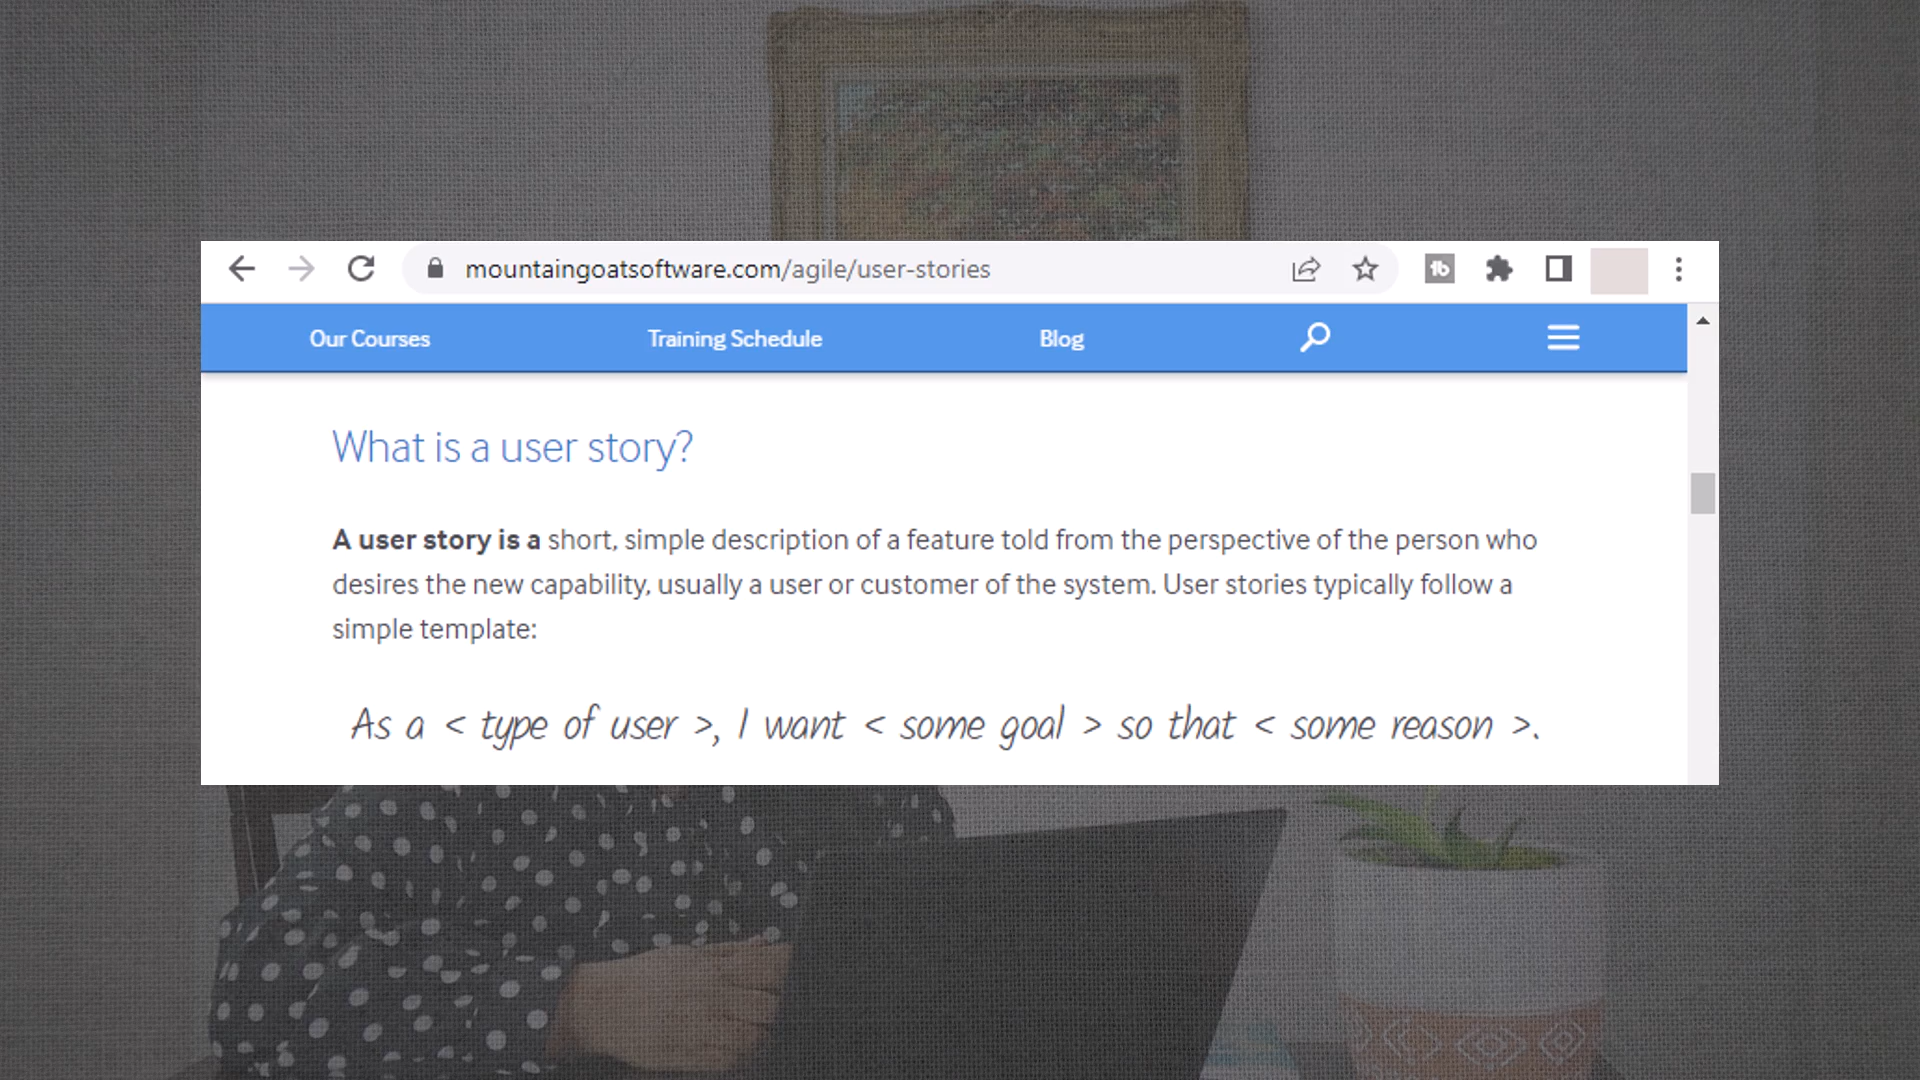 mountaingoatsoftware.com/agile/user-stories
tb
Our Courses
Training Schedule
Blog
What is a user story?
A user story is a short, simple description of a feature told from the perspective of the person who
desires the new capability, usually a user or customer of the system. User stories typically follow a
simple template:
As a < type of user >, I want < some goal > so that < some reason >.